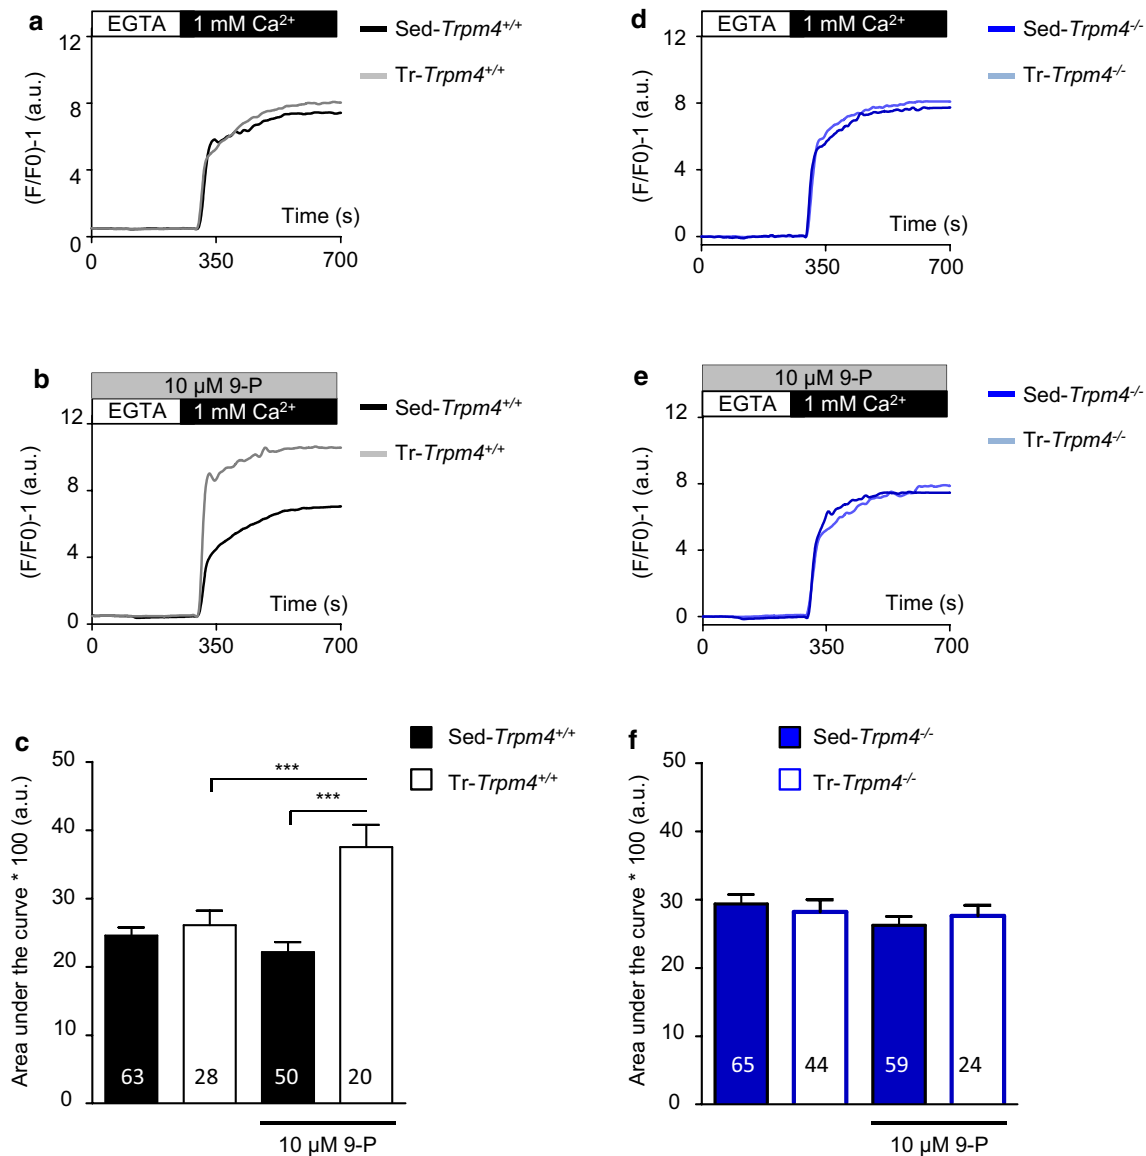 a
EGTA 1 mM Ca²⁺
Sed-Trpm4⁺/⁺
Tr-Trpm4⁺/⁺
(F/F0)-1 (a.u.)
12
8
4
0
Time (s)
0 350 700
d
EGTA 1 mM Ca²⁺
Sed-Trpm4⁻/⁻
Tr-Trpm4⁻/⁻
(F/F0)-1 (a.u.)
12
8
4
0
Time (s)
0 350 700
b
10 µM 9-P
EGTA 1 mM Ca²⁺
Sed-Trpm4⁺/⁺
Tr-Trpm4⁺/⁺
(F/F0)-1 (a.u.)
12
8
4
0
Time (s)
0 350 700
e
10 µM 9-P
EGTA 1 mM Ca²⁺
Sed-Trpm4⁻/⁻
Tr-Trpm4⁻/⁻
(F/F0)-1 (a.u.)
12
8
4
0
Time (s)
0 350 700
c
Sed-Trpm4⁺/⁺
Tr-Trpm4⁺/⁺
Area under the curve * 100 (a.u.)
50
40
30
20
10
0
***
***
63 28 50 20
10 µM 9-P
f
Sed-Trpm4⁻/⁻
Tr-Trpm4⁻/⁻
Area under the curve * 100 (a.u.)
50
40
30
20
10
0
65 44 59 24
10 µM 9-P